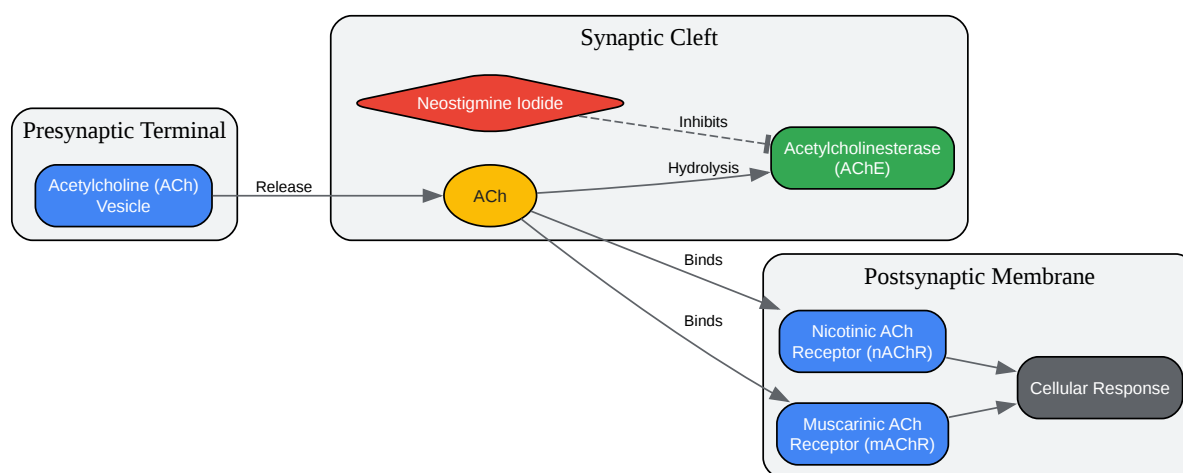 Synaptic Cleft
Neostigmine Iodide
Inhibits
Presynaptic Terminal
Acetylcholinesterase
(AChE)
Hydrolysis
Acetylcholine (ACh)
Vesicle
Release
ACh
Binds
Postsynaptic Membrane
Binds
Nicotinic ACh
Receptor (nAChR)
Cellular Response
Muscarinic ACh
Receptor (mAChR)